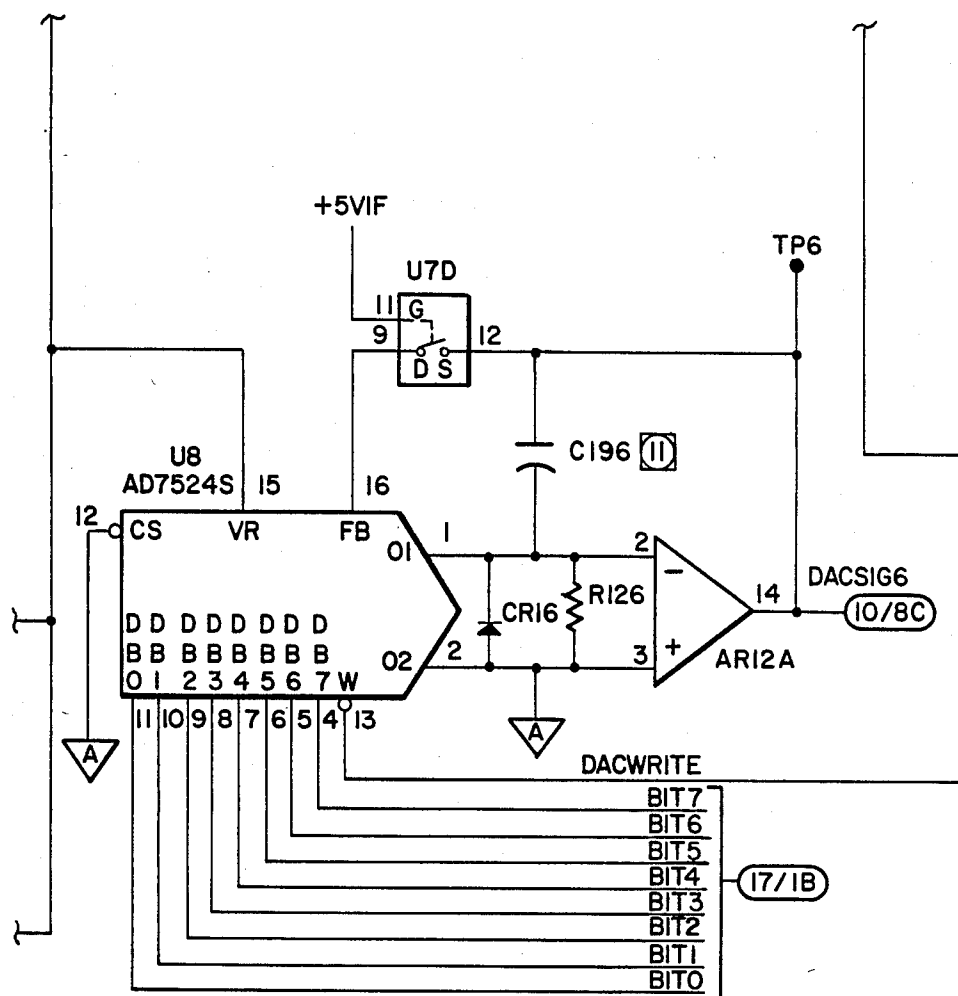 +5VIF
TP6
U7D
11 G
9 12
D S
C196 11
U8
AD7524S 15 16
12 CS VR FB O1 1
2
R126
CR16
14 DACSIG6
10/8C
D D D D D D D D
B B B B B B B B O2 2
0 1 2 3 4 5 6 7 W
3
+
AR12A
11 10 9 8 7 6 5 4 13
A
A
DACWRITE
BIT7
BIT6
BIT5
BIT4
17/1B
BIT3
BIT2
BIT1
BIT0